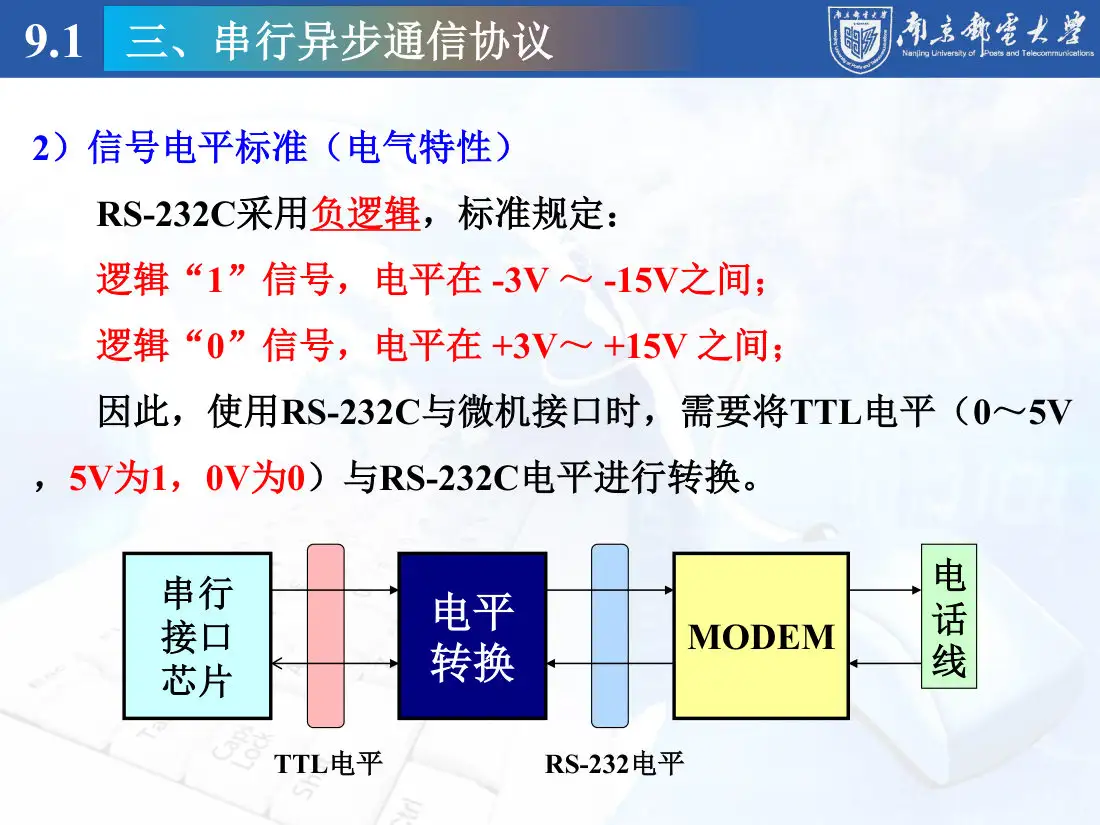 9.1 三、串行异步通信协议
南京邮电大学
Nanjing University of Posts and Telecommunications
2）信号电平标准（电气特性）
RS-232C采用负逻辑，标准规定：
逻辑“1”信号，电平在 -3V ～ -15V之间；
逻辑“0”信号，电平在 +3V～ +15V 之间；
因此，使用RS-232C与微机接口时，需要将TTL电平（0～5V
，5V为1，0V为0）与RS-232C电平进行转换。
串行
接口
芯片
电平
转换
MODEM
电
话
线
TTL电平
RS-232电平